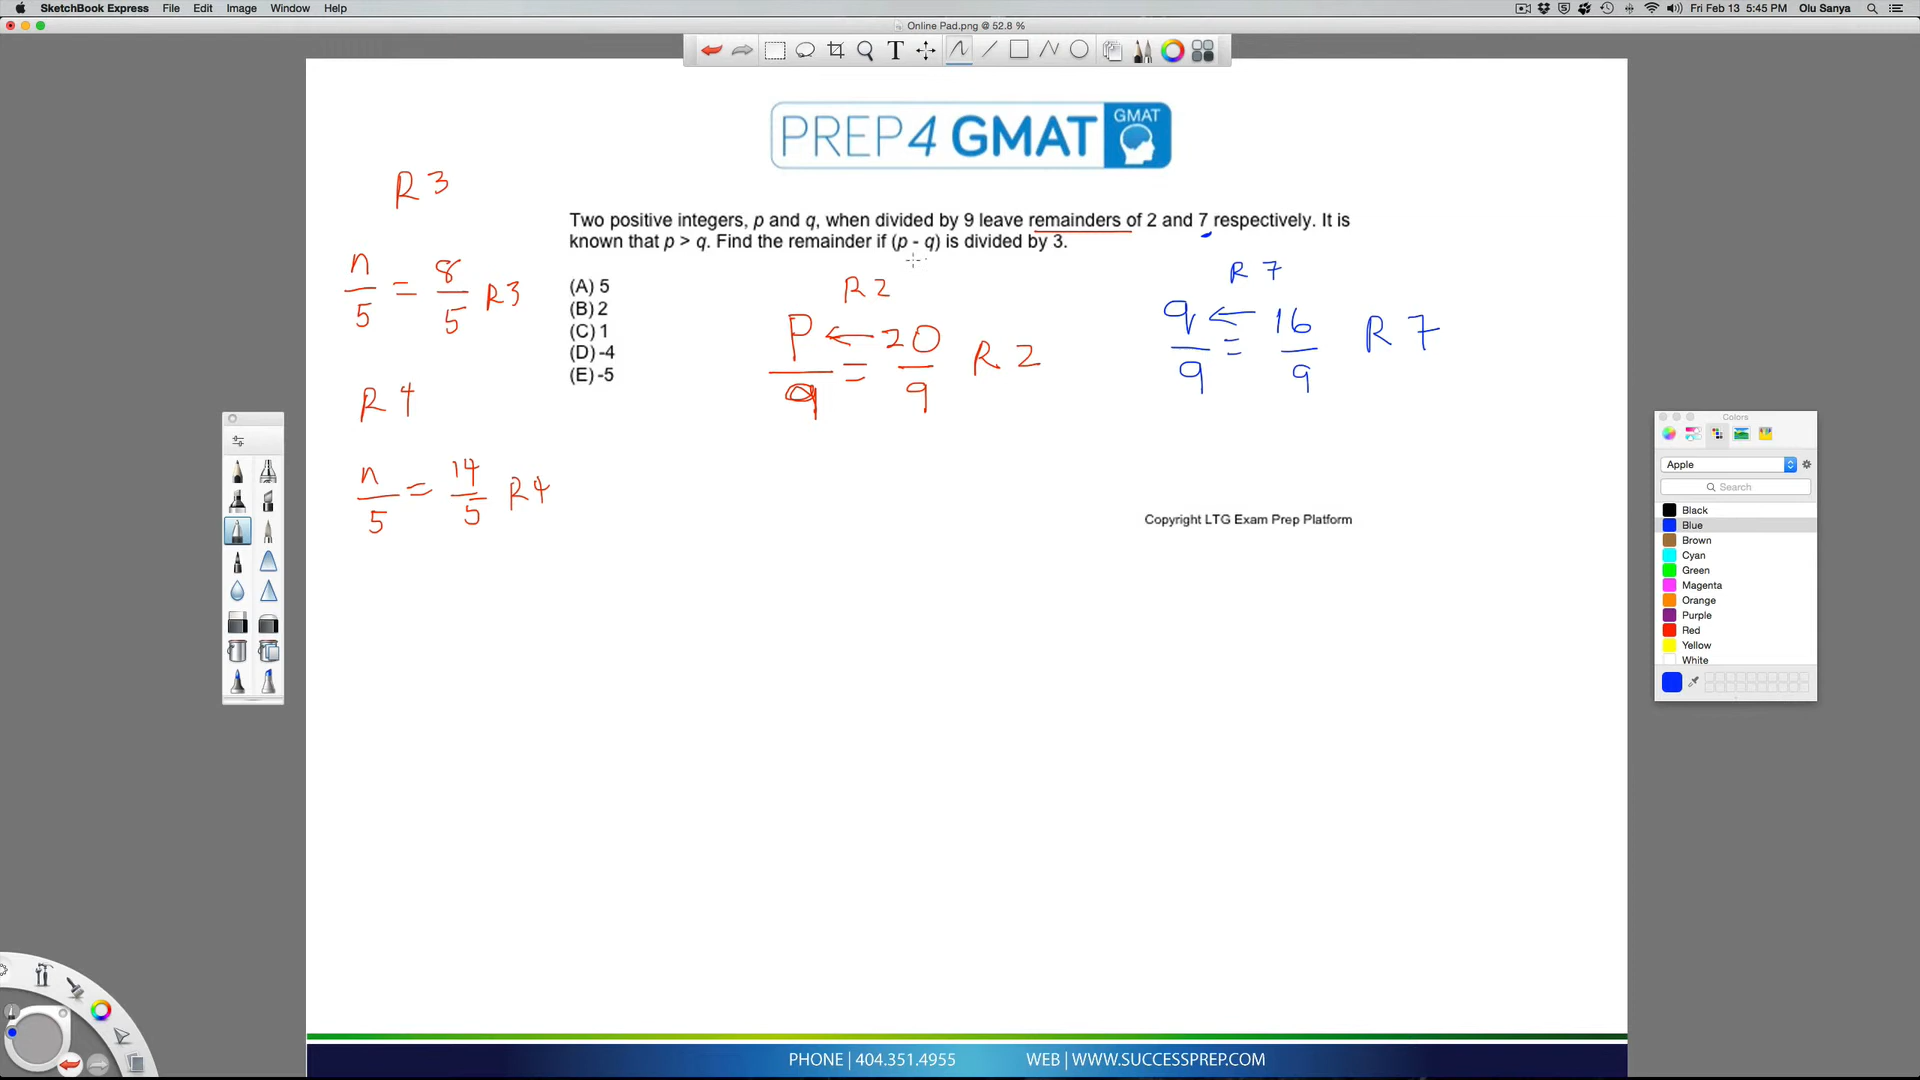 SketchBook Express File Edit Image Window Help Fri Feb 13 5:45 PM Olu Sanya
Online Pad.png @ 52.8 %
T
PREP4 GMAT GMAT
Two positive integers, p and q, when divided by 9 leave remainders of 2 and 7 respectively. It is
known that p > q. Find the remainder if (p - q) is divided by 3.
(A) 5
(B) 2
(C) 1
(D) -4
(E) -5
R 3
n/5 = 8/5 R3
R 4
n/5 = 14/5 R4
R 2
P/9 = 20/9 R 2
R 7
q/9 = 16/9 R 7
Copyright LTG Exam Prep Platform
Colors
Apple
Search
Black
Blue
Brown
Cyan
Green
Magenta
Orange
Purple
Red
Yellow
White
PHONE | 404.351.4955 WEB | WWW.SUCCESSPREP.COM